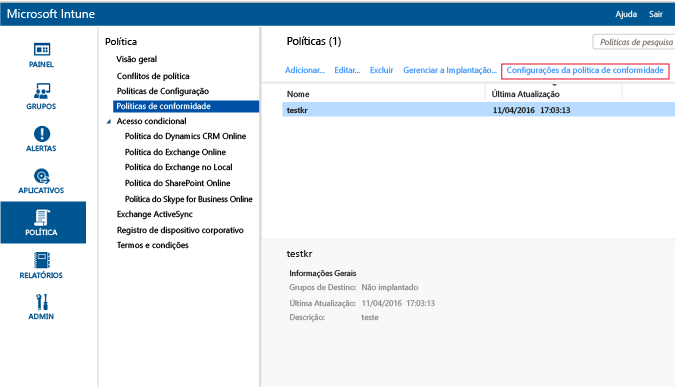 Microsoft Intune
Ajuda Sair
PAINEL
GRUPOS
ALERTAS
APLICATIVOS
POLÍTICA
RELATÓRIOS
ADMIN
Política
Visão geral
Conflitos de política
Políticas de Configuração
Políticas de conformidade
Acesso condicional
Política do Dynamics CRM Online
Política do Exchange Online
Política do Exchange no Local
Política do SharePoint Online
Política do Skype for Business Online
Exchange ActiveSync
Registro de dispositivo corporativo
Termos e condições
Políticas (1)
Políticas de pesquisa
Adicionar... Editar... Excluir Gerenciar a Implantação... Configurações da política de conformidade
Nome Última Atualização
testkr 11/04/2016 17:03:13
testkr
Informações Gerais
Grupos de Destino: Não implantado
Última Atualização: 11/04/2016 17:03:13
Descrição: teste